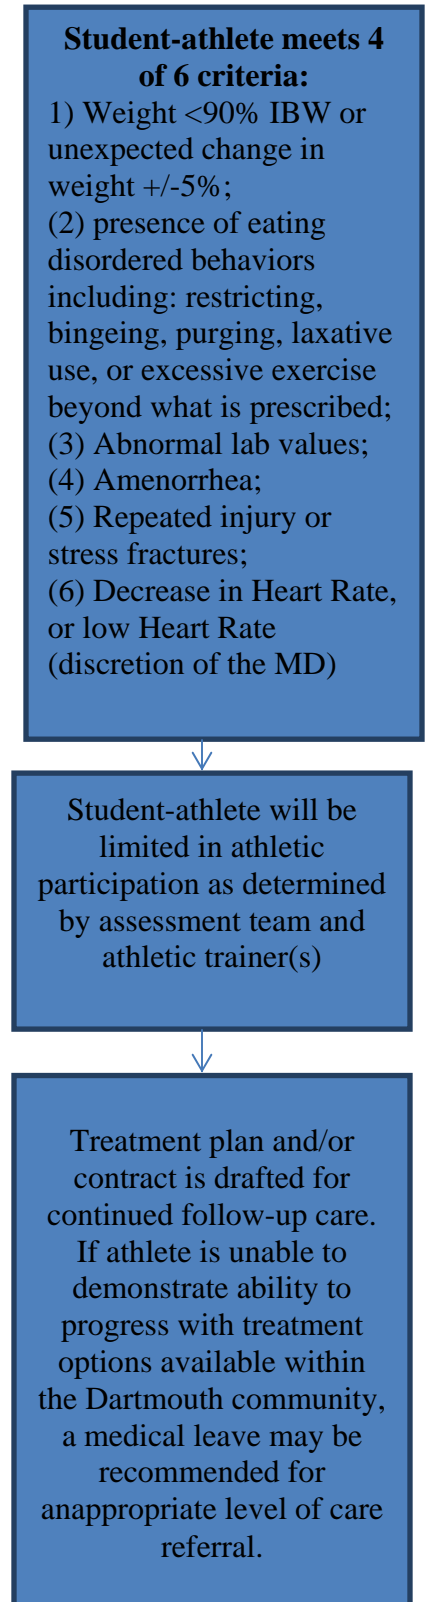 Student-athlete meets 4
of 6 criteria:
1) Weight <90% IBW or
unexpected change in
weight +/-5%;
(2) presence of eating
disordered behaviors
including: restricting,
bingeing, purging, laxative
use, or excessive exercise
beyond what is prescribed;
(3) Abnormal lab values;
(4) Amenorrhea;
(5) Repeated injury or
stress fractures;
(6) Decrease in Heart Rate,
or low Heart Rate
(discretion of the MD)
Student-athlete will be
limited in athletic
participation as determined
by assessment team and
athletic trainer(s)
Treatment plan and/or
contract is drafted for
continued follow-up care.
If athlete is unable to
demonstrate ability to
progress with treatment
options available within
the Dartmouth community,
a medical leave may be
recommended for
anappropriate level of care
referral.